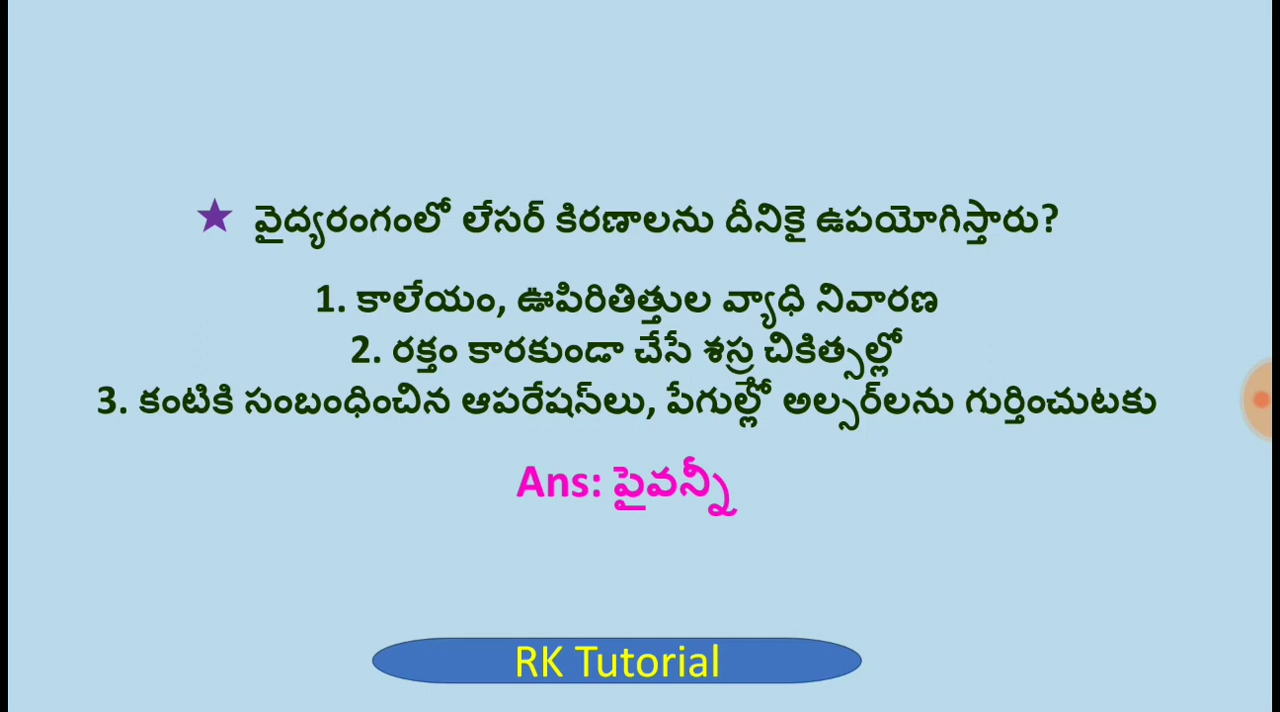 ★ వైద్యరంగంలో లేసర్ కిరణాలను దీనికై ఉపయోగిస్తారు?
1. కాలేయం, ఊపిరితిత్తుల వ్యాధి నివారణ
2. రక్తం కారకుండా చేసే శస్త్ర చికిత్సల్లో
3. కంటికి సంబంధించిన ఆపరేషన్‌లు, పేగుల్లో అల్సర్‌లను గుర్తించుటకు
Ans: పైవన్నీ
RK Tutorial